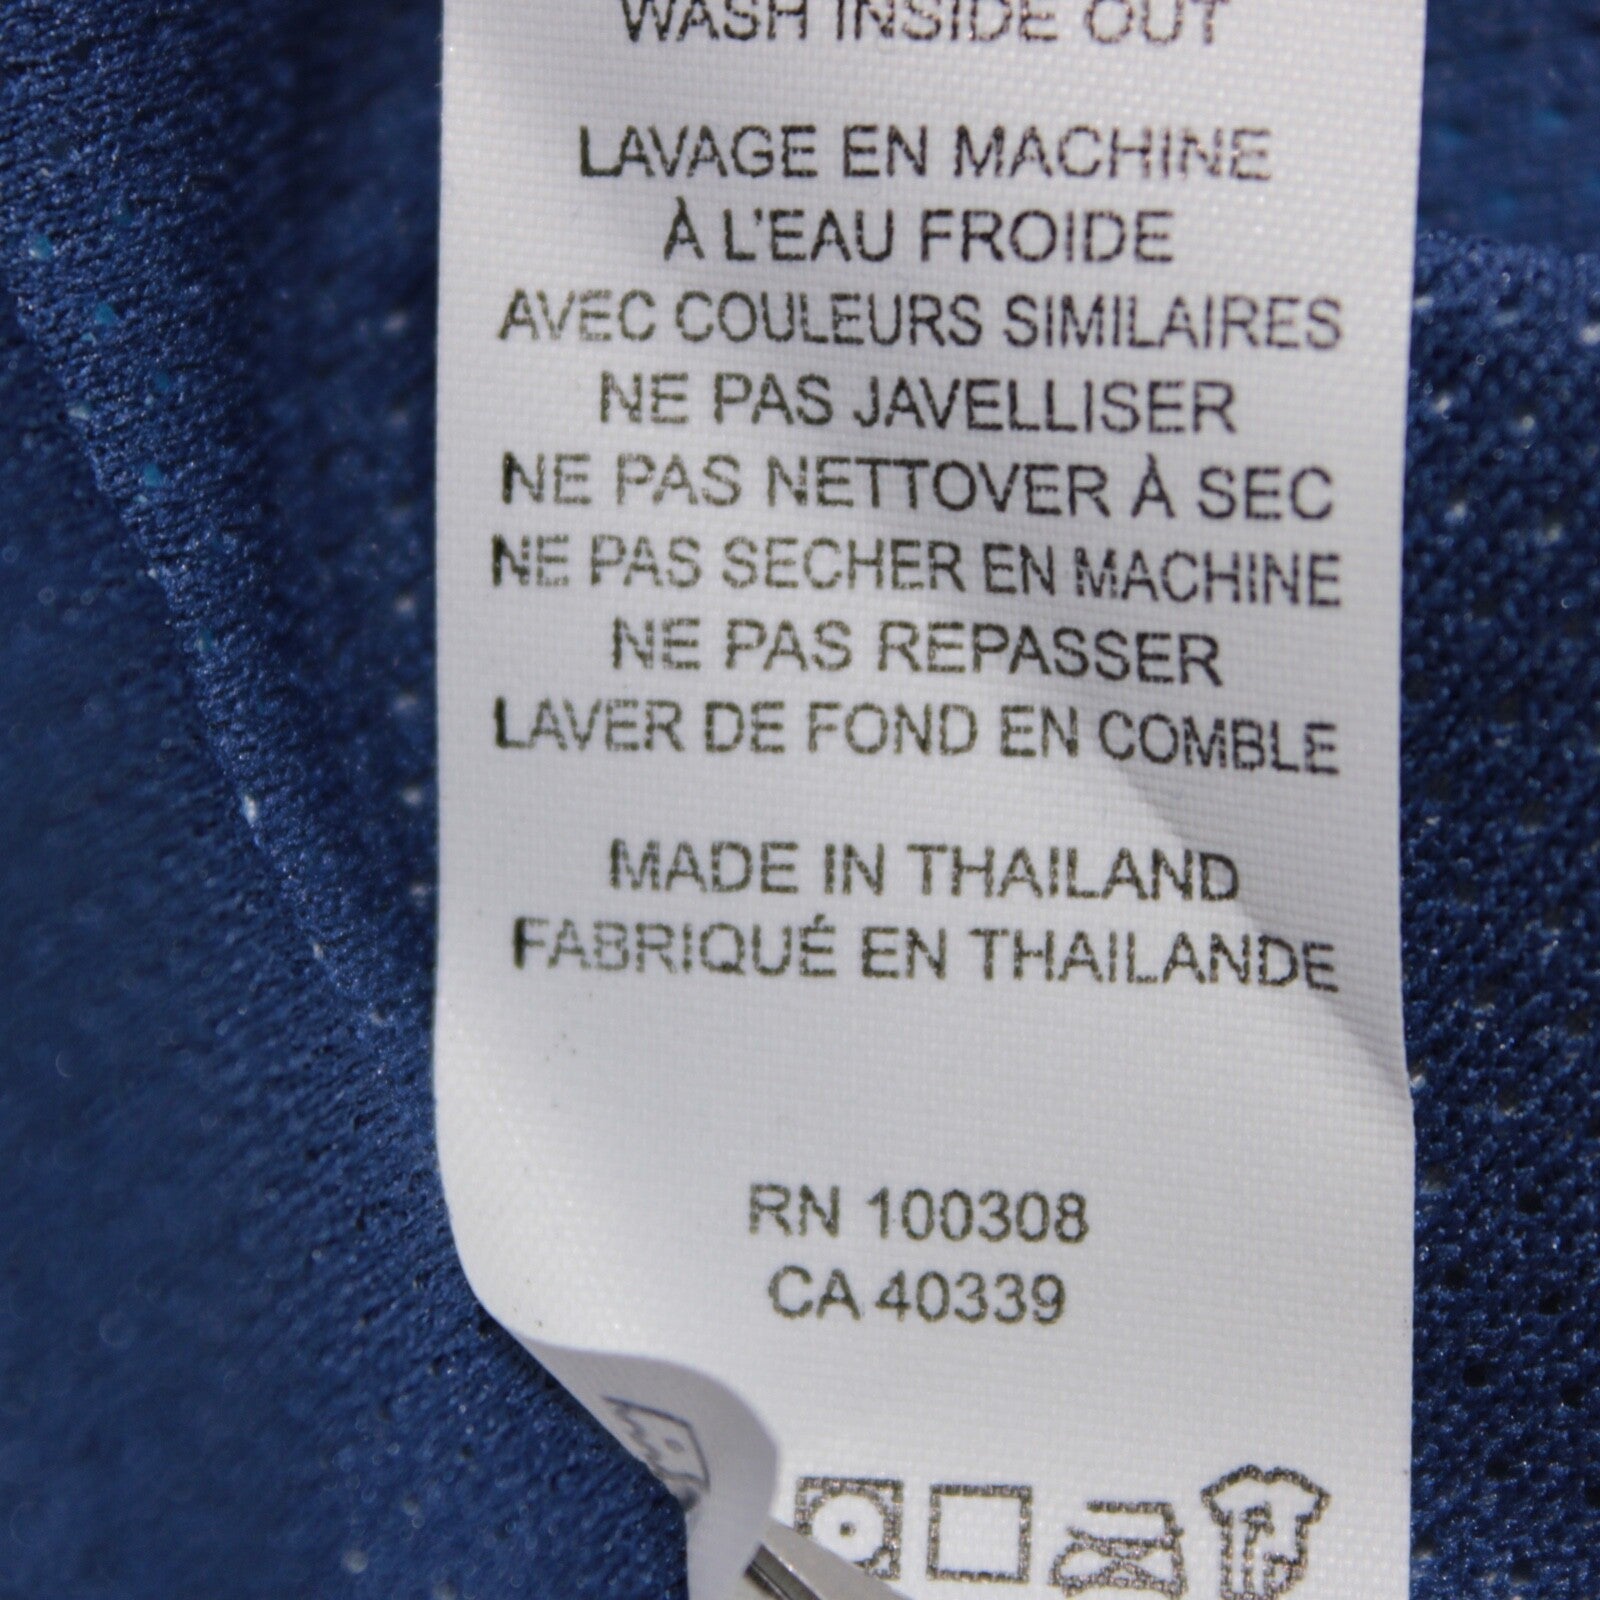 WASH INSIDE OUT
LAVAGE EN MACHINE
À L'EAU FROIDE
AVEC COULEURS SIMILAIRES
NE PAS JAVELLISER
NE PAS NETTOVER À SEC
NE PAS SECHER EN MACHINE
NE PAS REPASSER
LAVER DE FOND EN COMBLE
MADE IN THAILAND
FABRIQUÉ EN THAILANDE
RN 100308
CA 40339